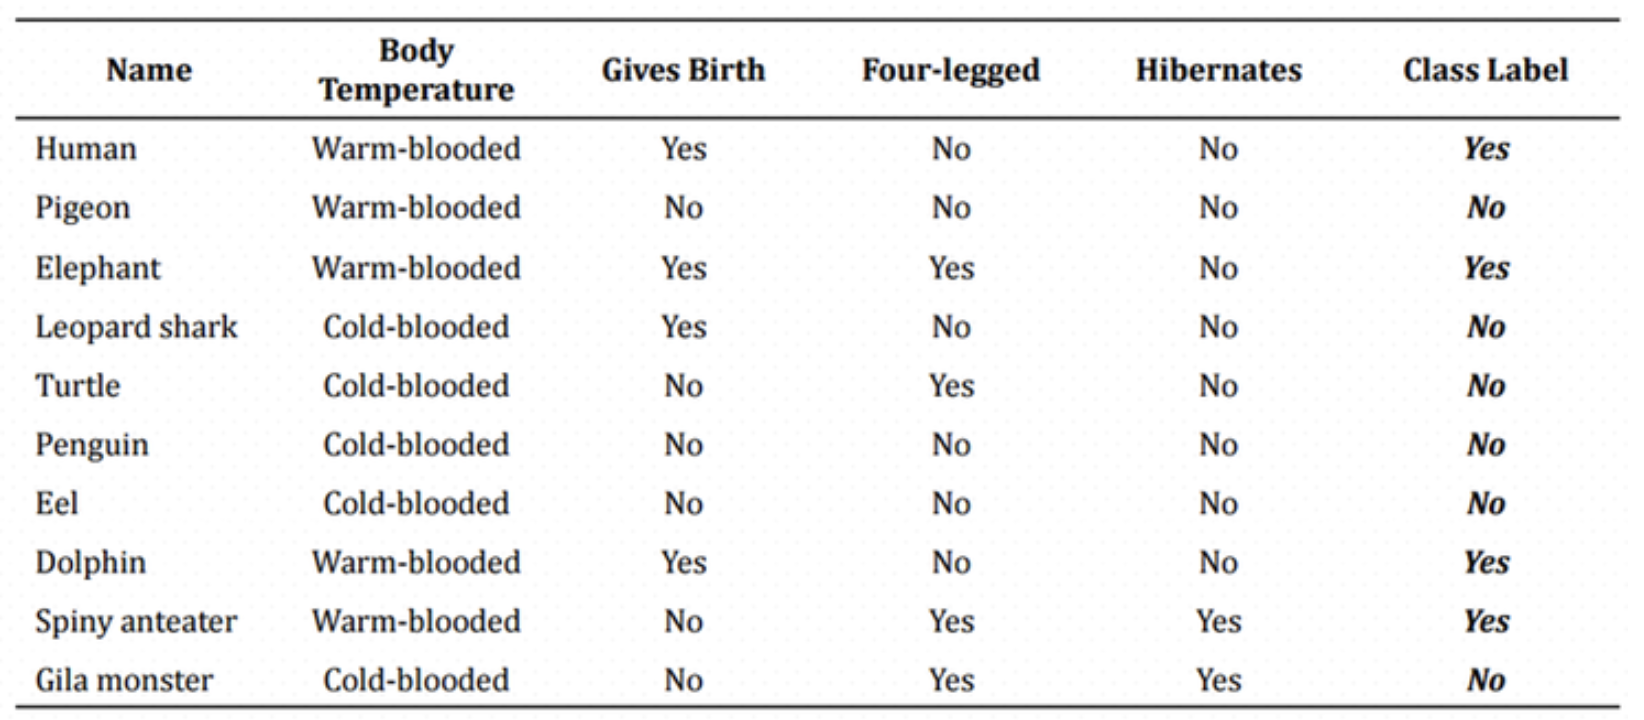 Name Body Temperature Gives Birth Four-legged Hibernates Class Label
Human Warm-blooded Yes No No Yes
Pigeon Warm-blooded No No No No
Elephant Warm-blooded Yes Yes No Yes
Leopard shark Cold-blooded Yes No No No
Turtle Cold-blooded No Yes No No
Penguin Cold-blooded No No No No
Eel Cold-blooded No No No No
Dolphin Warm-blooded Yes No No Yes
Spiny anteater Warm-blooded No Yes Yes Yes
Gila monster Cold-blooded No Yes Yes No